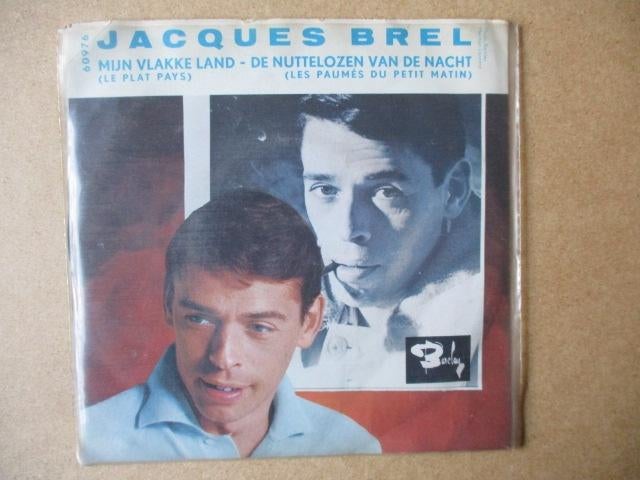 60976
JACQUES BREL
MIJN VLAKKE LAND - DE NUTTELOZEN VAN DE NACHT
(LE PLAT PAYS) (LES PAUMÉS DU PETIT MATIN)
Barclay